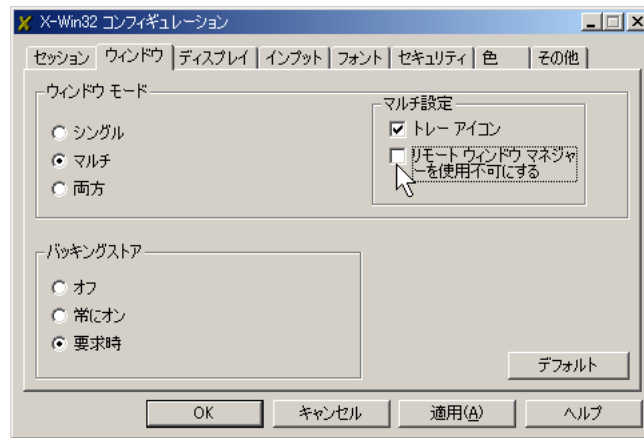 X-Win32 コンフィギュレーション
セッション ウィンドウ ディスプレイ インプット フォント セキュリティ 色 その他
ウィンドウ モード
シングル
マルチ
両方
マルチ設定
トレー アイコン
リモート ウィンドウ マネジャ
ーを使用不可にする
バッキングストア
オフ
常にオン
要求時
デフォルト
OK キャンセル 適用(A) ヘルプ